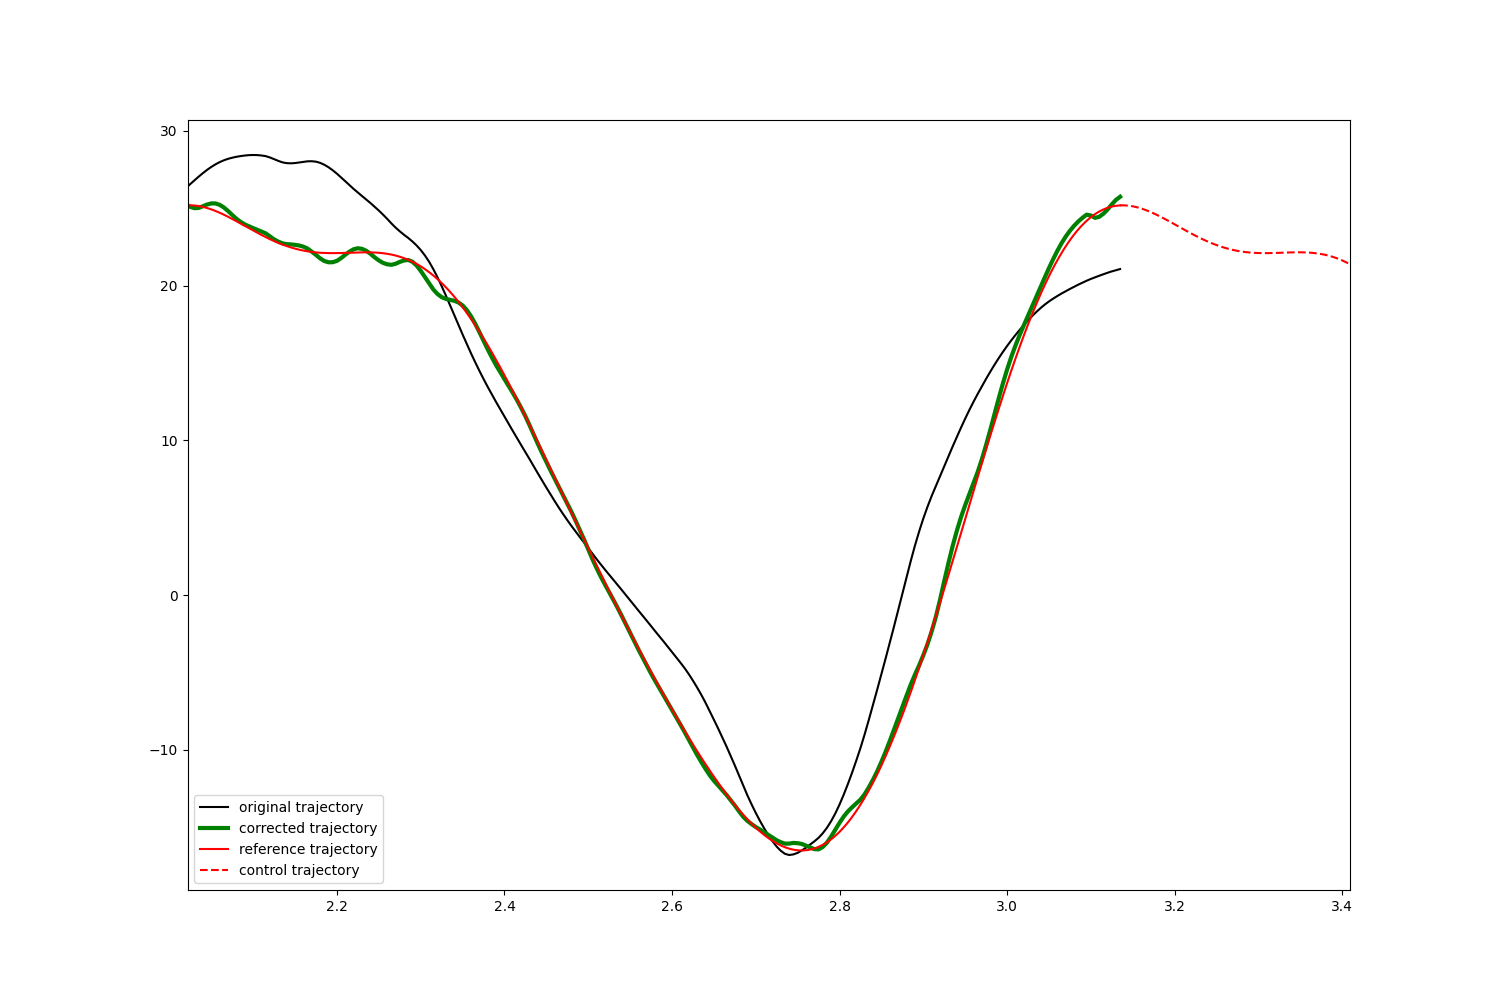 30
20
10
0
−10
original trajectory
corrected trajectory
reference trajectory
control trajectory
2.2 2.4 2.6 2.8 3.0 3.2 3.4